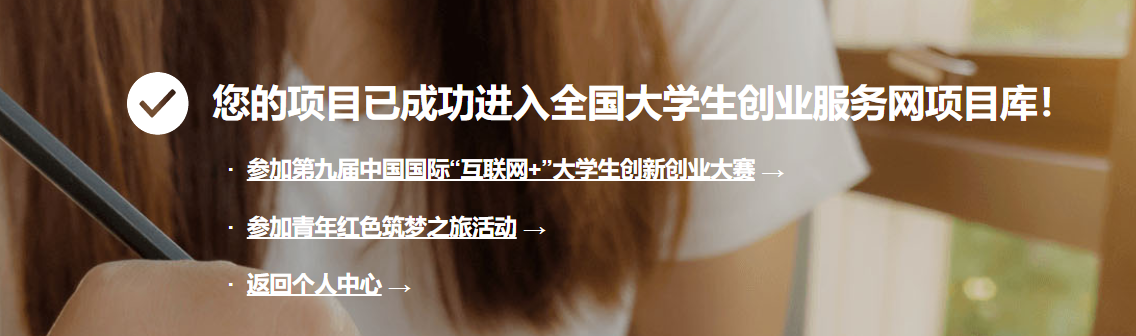 您的项目已成功进入全国大学生创业服务网项目库！
· 参加第九届中国国际“互联网+”大学生创新创业大赛 →
· 参加青年红色筑梦之旅活动 →
· 返回个人中心 →